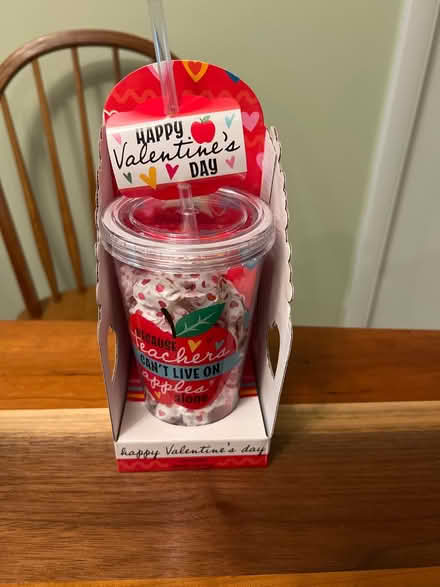 HAPPY
Valentine's
DAY
BECAUSE
teachers
CAN'T LIVE ON
apples
alone
happy Valentine's day